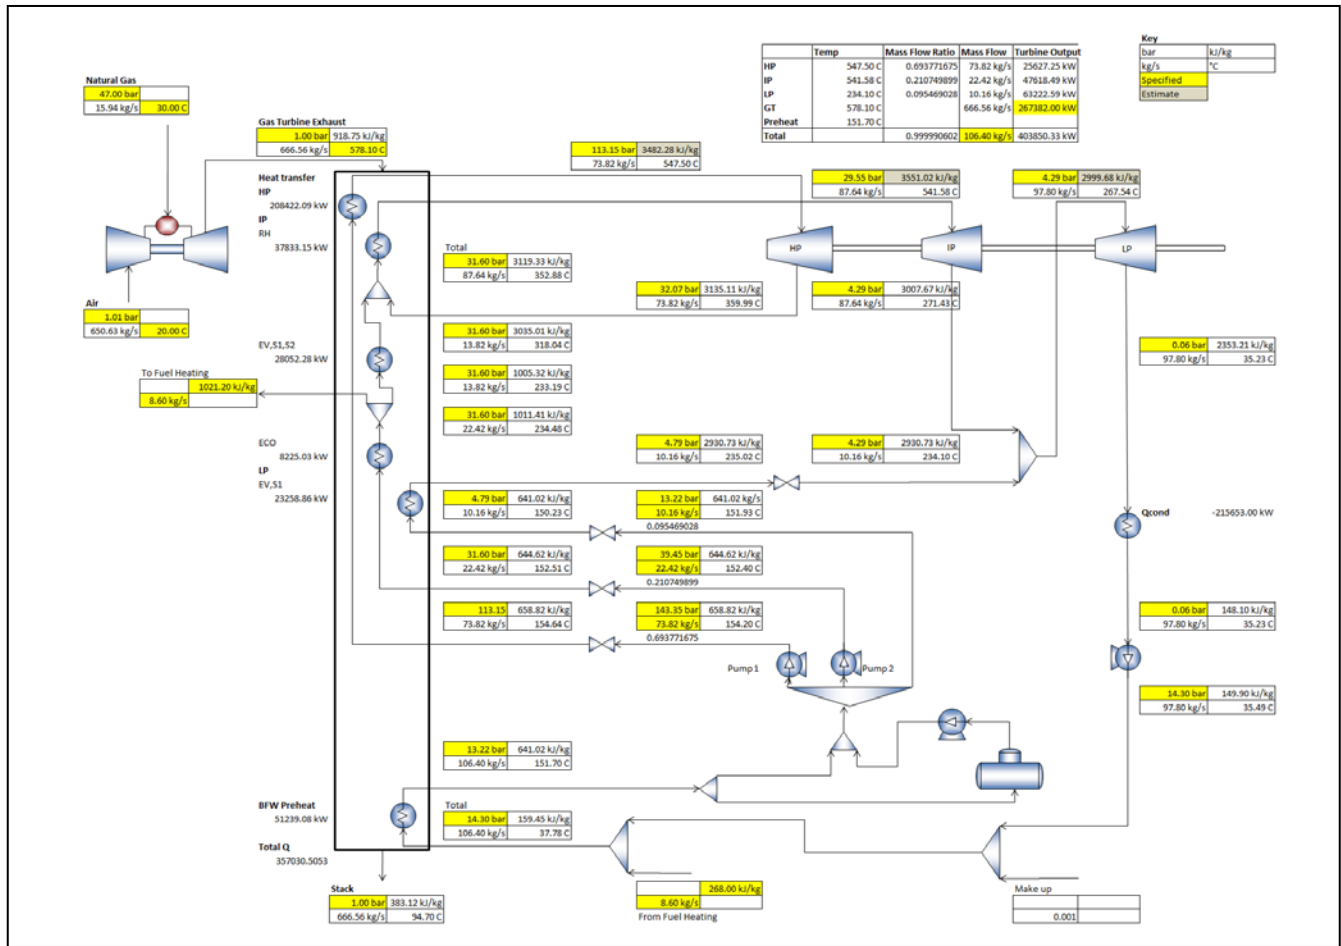 Temp Mass Flow Ratio Mass Flow Turbine Output
HP 547.50 C 0.693771675 73.82 kg/s 25627.25 kW
IP 541.58 C 0.210749899 22.42 kg/s 47618.49 kW
LP 234.10 C 0.095469028 10.16 kg/s 63222.59 kW
GT 578.10 C 666.56 kg/s 267382.00 kW
Preheat 151.70 C
Total 0.999990602 106.40 kg/s 403850.33 kW
Key
bar kJ/kg
kg/s °C
Specified
Estimate
Natural Gas
47.00 bar
15.94 kg/s 30.00 C
Gas Turbine Exhaust
1.00 bar 918.75 kJ/kg
666.56 kg/s 578.10 C
113.15 bar 3482.28 kJ/kg
73.82 kg/s 547.50 C
29.55 bar 3551.02 kJ/kg
87.64 kg/s 541.58 C
4.29 bar 2999.68 kJ/kg
97.80 kg/s 267.54 C
Heat transfer
HP
208422.09 kW
IP
RH
37833.15 kW
HP
IP
LP
Total
31.60 bar 3119.33 kJ/kg
87.64 kg/s 352.88 C
32.07 bar 3135.11 kJ/kg
73.82 kg/s 359.99 C
4.29 bar 3007.67 kJ/kg
87.64 kg/s 271.43 C
Air
1.01 bar
650.63 kg/s 20.00 C
31.60 bar 3035.01 kJ/kg
13.82 kg/s 318.04 C
EV,S1,S2
28052.28 kW
0.06 bar 2353.21 kJ/kg
97.80 kg/s 35.23 C
To Fuel Heating
1021.20 kJ/kg
8.60 kg/s
31.60 bar 1005.32 kJ/kg
13.82 kg/s 233.19 C
31.60 bar 1011.41 kJ/kg
22.42 kg/s 234.48 C
ECO
8225.03 kW
LP
EV,S1
23258.86 kW
4.79 bar 2930.73 kJ/kg
10.16 kg/s 235.02 C
4.29 bar 2930.73 kJ/kg
10.16 kg/s 234.10 C
4.79 bar 641.02 kJ/kg
10.16 kg/s 150.23 C
13.22 bar 641.02 kg/s
10.16 kg/s 151.93 C
0.095469028
Qcond -215653.00 kW
31.60 bar 644.62 kJ/kg
22.42 kg/s 152.51 C
39.45 bar 644.62 kJ/kg
22.42 kg/s 152.40 C
0.210749899
113.15 658.82 kJ/kg
73.82 kg/s 154.64 C
143.35 bar 658.82 kJ/kg
73.82 kg/s 154.20 C
0.693771675
0.06 bar 148.10 kJ/kg
97.80 kg/s 35.23 C
Pump 1
Pump 2
14.30 bar 149.90 kJ/kg
97.80 kg/s 35.49 C
13.22 bar 641.02 kJ/kg
106.40 kg/s 151.70 C
BFW Preheat
51239.08 kW
Total
14.30 bar 159.45 kJ/kg
106.40 kg/s 37.78 C
Total Q
357030.5053
Stack
1.00 bar 383.12 kJ/kg
666.56 kg/s 94.70 C
268.00 kJ/kg
8.60 kg/s
From Fuel Heating
Make up
0.001